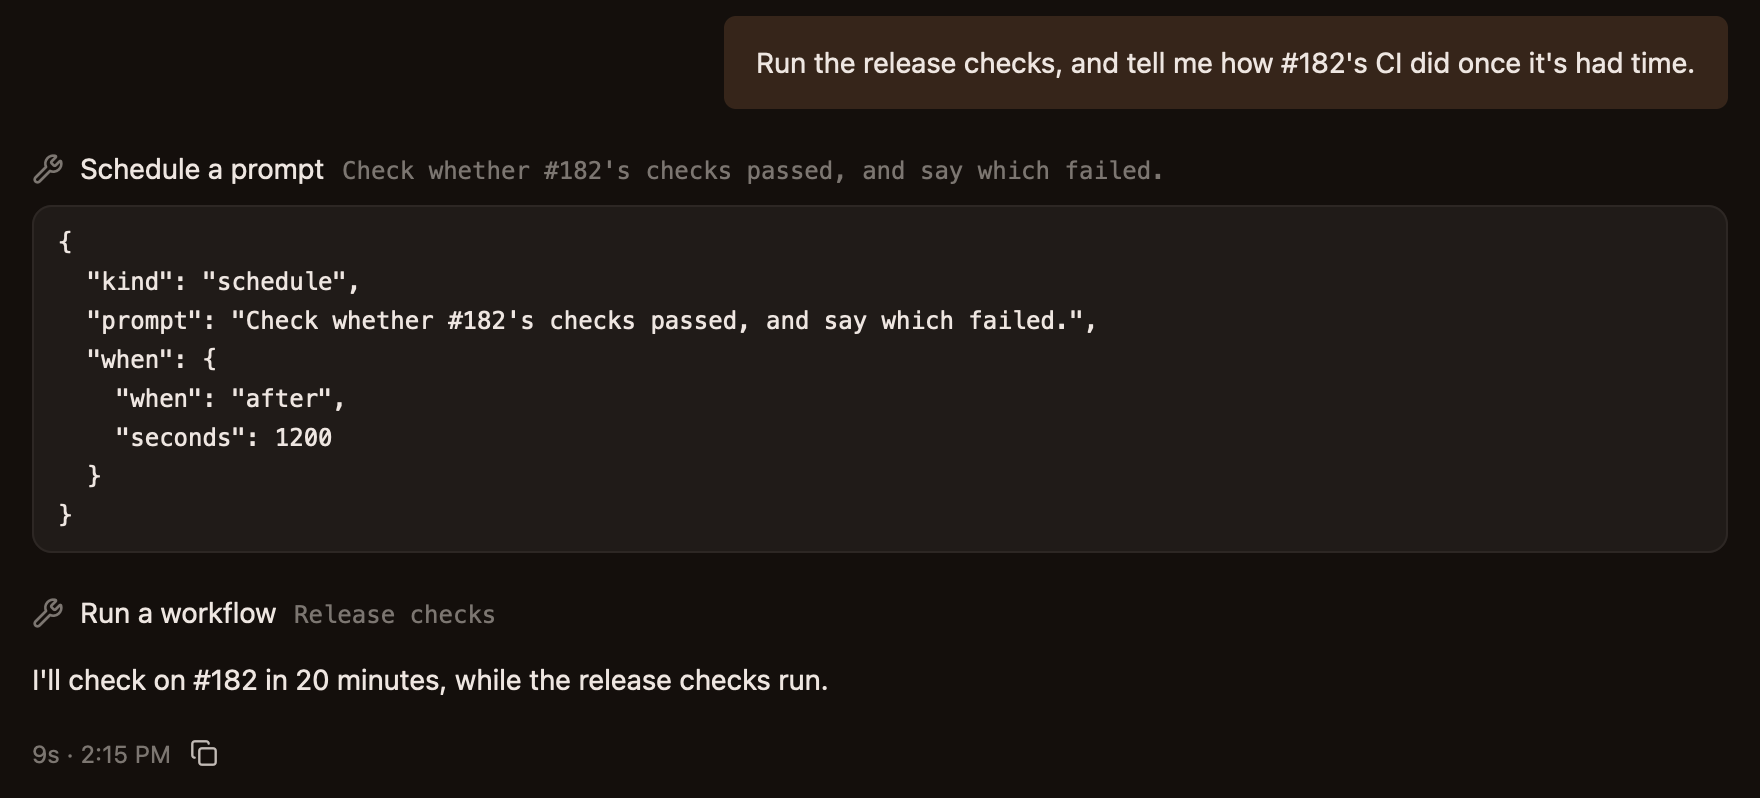 Run the release checks, and tell me how #182's CI did once it's had time.
Schedule a prompt Check whether #182's checks passed, and say which failed.
{
  "kind": "schedule",
  "prompt": "Check whether #182's checks passed, and say which failed.",
  "when": {
    "when": "after",
    "seconds": 1200
  }
}
Run a workflow Release checks
I'll check on #182 in 20 minutes, while the release checks run.
9s · 2:15 PM